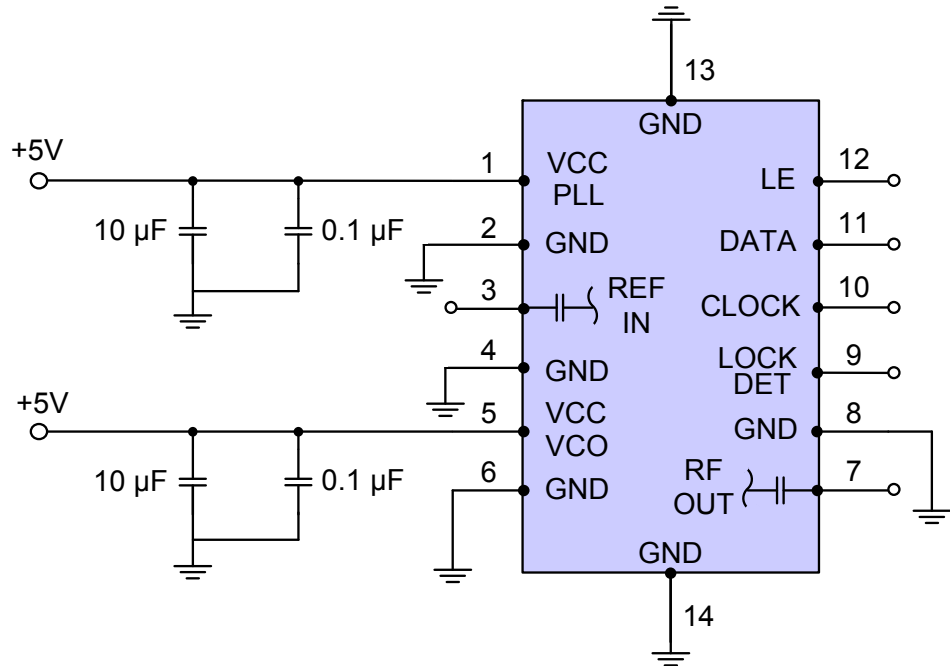 13
GND
+5V
1
VCC
PLL
12
LE
10 µF
0.1 µF
2
GND
11
DATA
3
REF
IN
10
CLOCK
4
GND
9
LOCK
DET
+5V
5
VCC
VCO
8
GND
10 µF
0.1 µF
6
GND
7
RF
OUT
GND
14